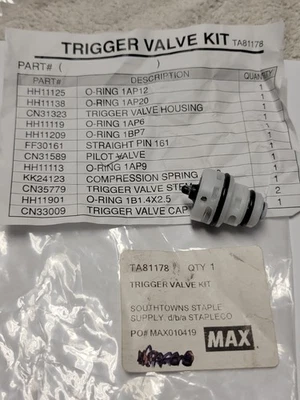 TRIGGER VALVE KIT TA81178
PART# ( )
PART# DESCRIPTION QUANTITY
HH11125 O-RING 1AP12 1
HH11138 O-RING 1AP20 1
CN31323 TRIGGER VALVE HOUSING 1
HH11119 O-RING 1AP6 1
HH11209 O-RING 1BP7 1
FF30161 STRAIGHT PIN 161 1
CN31589 PILOT VALVE 1
HH11113 O-RING 1AP9 1
KK24123 COMPRESSION SPRING 1
CN35779 TRIGGER VALVE STE 2
HH11901 O-RING 1B1.4X2.5 1
CN33009 TRIGGER VALVE CAP
TA81178 QTY 1
TRIGGER VALVE KIT
SOUTHTOWNS STAPLE
SUPPLY. d/b/a STAPLECO
PO# MAX010419 MAX